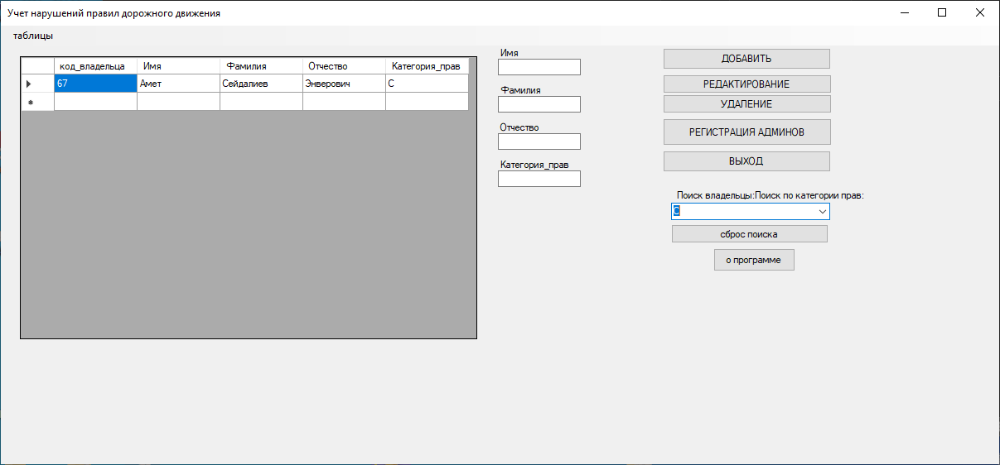 Учет нарушений правил дорожного движения
таблицы
код_владельца Имя Фамилия Отчество Категория_прав
67 Амет Сейдалиев Энверович C
Имя
Фамилия
Отчество
Категория_прав
ДОБАВИТЬ
РЕДАКТИРОВАНИЕ
УДАЛЕНИЕ
РЕГИСТРАЦИЯ АДМИНОВ
ВЫХОД
Поиск владельцы:Поиск по категории прав:
C
сброс поиска
о программе